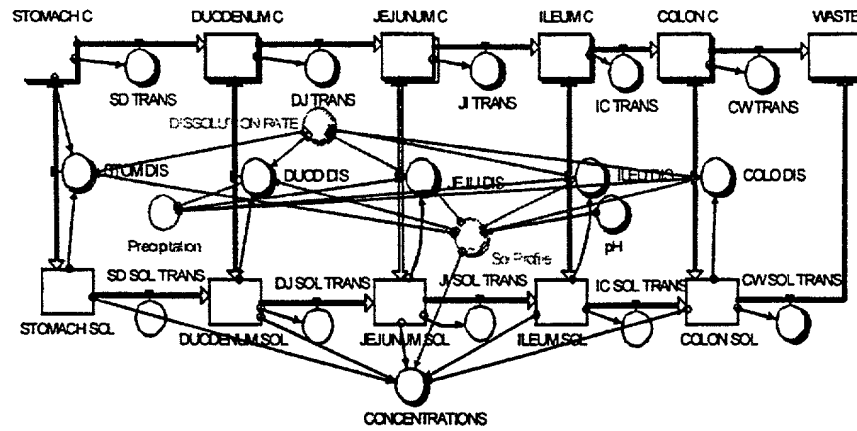 STOMACH C
DUODENUM C
JEJUNUM C
ILEUM C
COLON C
WASTE
SD TRANS
DJ TRANS
JI TRANS
IC TRANS
CW TRANS
DISSOLUTION RATE
STOM DIS
DUOD DIS
JEJU DIS
ILEU DIS
COLO DIS
Precipitation
Sol Profile
pH
SD SOL TRANS
DJ SOL TRANS
JI SOL TRANS
IC SOL TRANS
CW SOL TRANS
STOMACH SOL
DUODENUM SOL
JEJUNUM SOL
ILEUM SOL
COLON SOL
CONCENTRATIONS